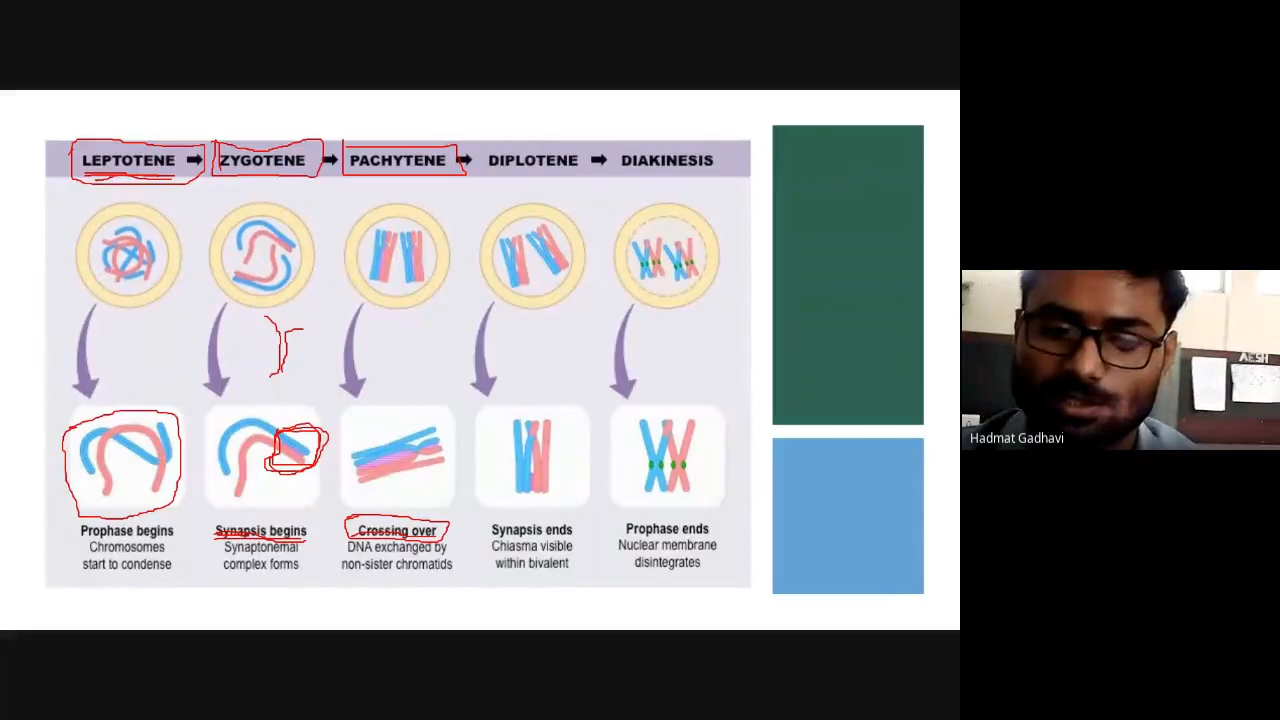 LEPTOTENE ➡ ZYGOTENE ➡ PACHYTENE ➡ DIPLOTENE ➡ DIAKINESIS
Prophase begins
Chromosomes
start to condense
Synapsis begins
Synaptonemal
complex forms
Crossing over
DNA exchanged by
non-sister chromatids
Synapsis ends
Chiasma visible
within bivalent
Prophase ends
Nuclear membrane
disintegrates
AESH
Hadmat Gadhavi